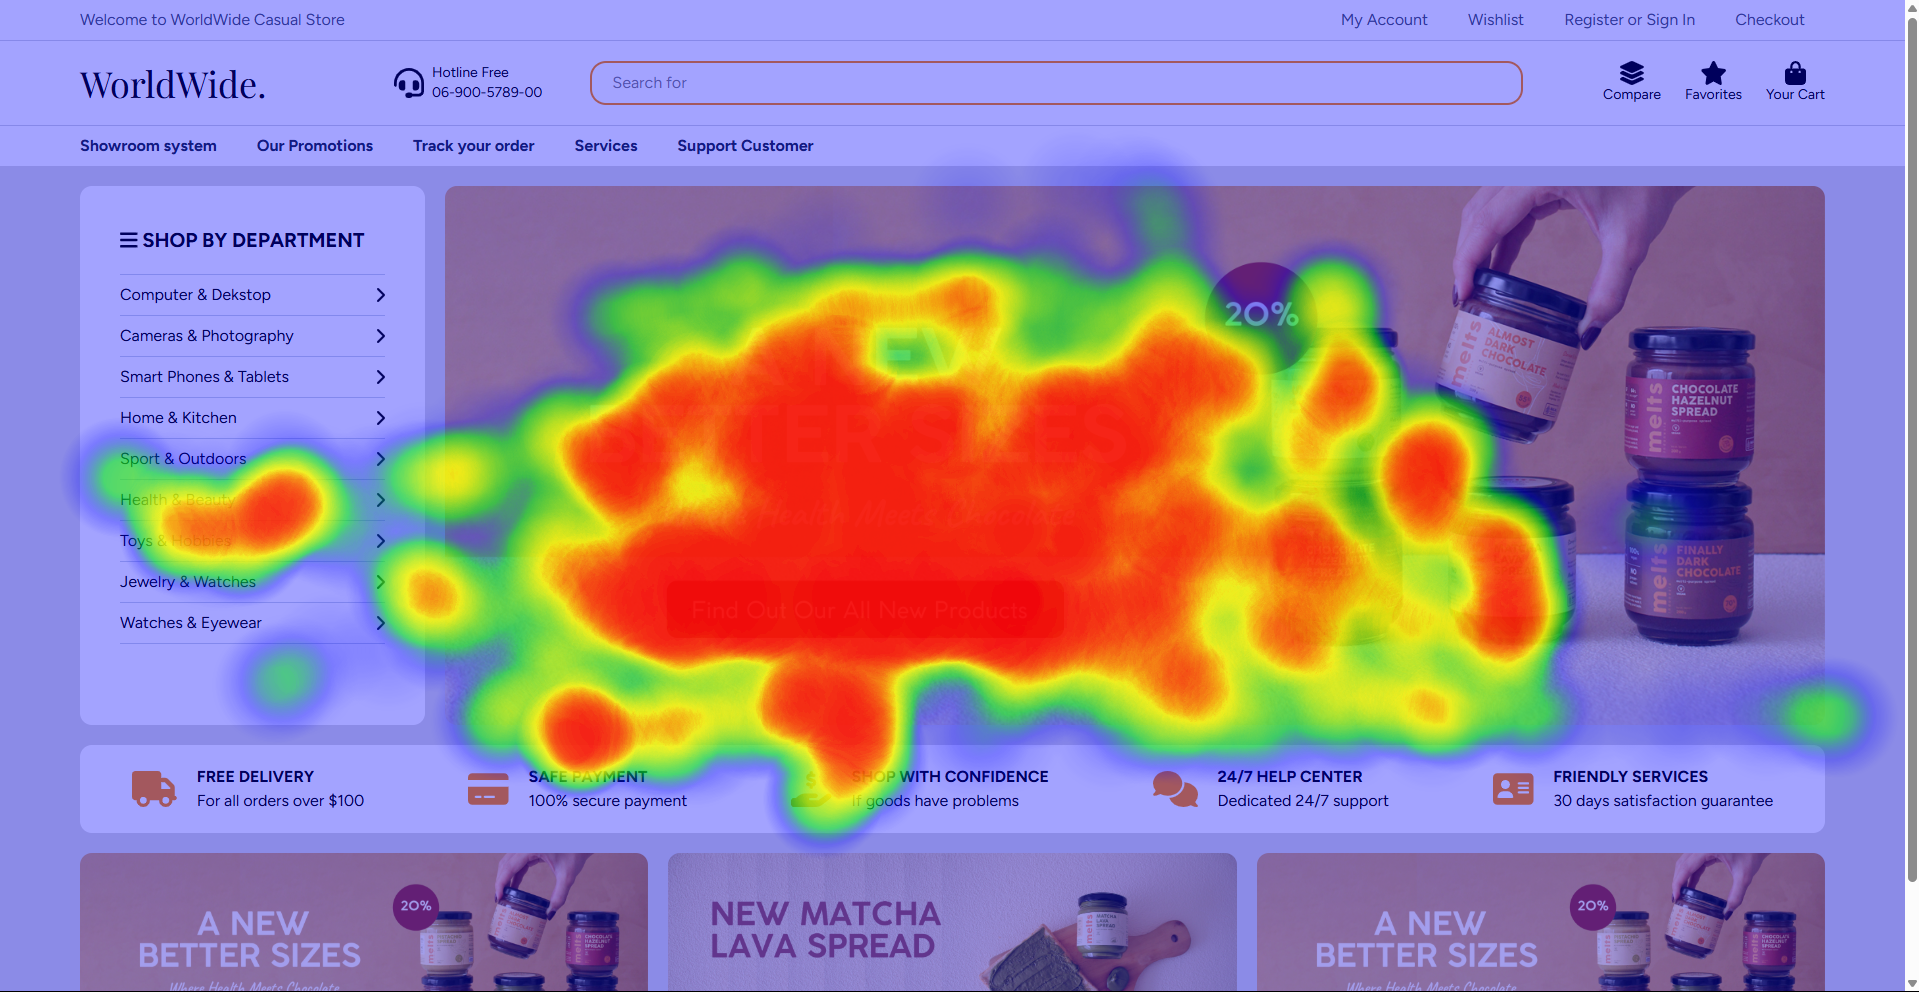 Welcome to WorldWide Casual Store
My Account
Wishlist
Register or Sign In
Checkout
WorldWide.
Hotline Free
06-900-5789-00
Search for
Compare
Favorites
Your Cart
Showroom system
Our Promotions
Track your order
Services
Support Customer
SHOP BY DEPARTMENT
Computer & Dekstop
Cameras & Photography
Smart Phones & Tablets
Home & Kitchen
Sport & Outdoors
Health & Beauty
Toys & Hobbies
Jewelry & Watches
Watches & Eyewear
BETTER SIZES
Find Out Our All New Products
20%
melts
ALMOST
DARK
CHOCOLATE
melts
CHOCOLATE
HAZELNUT
SPREAD
melts
FINALLY
DARK
CHOCOLATE
FREE DELIVERY
For all orders over $100
SAFE PAYMENT
100% secure payment
SHOP WITH CONFIDENCE
If goods have problems
24/7 HELP CENTER
Dedicated 24/7 support
FRIENDLY SERVICES
30 days satisfaction guarantee
A NEW
BETTER SIZES
Where Health Meets Chocolate
20%
NEW MATCHA
LAVA SPREAD
A NEW
BETTER SIZES
Where Health Meets Chocolate
20%